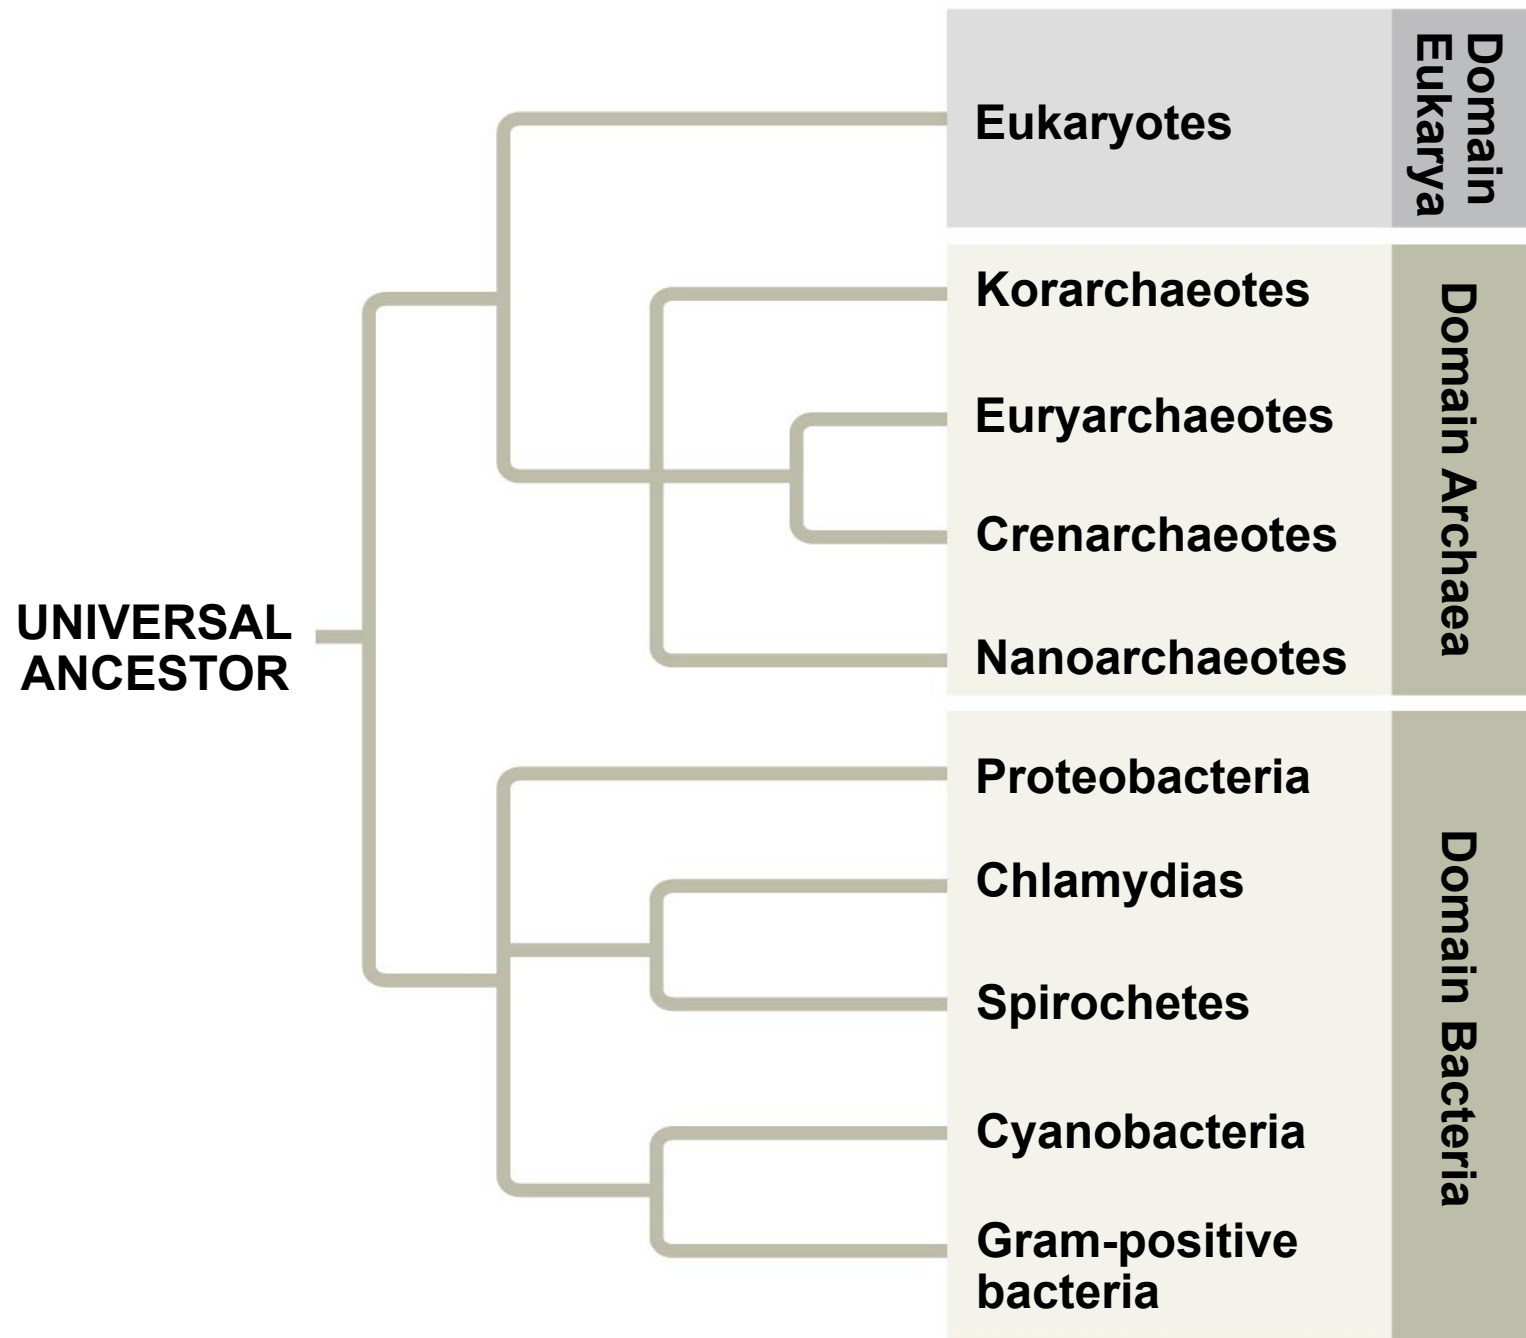 UNIVERSAL
ANCESTOR
Eukaryotes
Domain
Eukarya
Korarchaeotes
Euryarchaeotes
Crenarchaeotes
Nanoarchaeotes
Domain Archaea
Proteobacteria
Chlamydias
Spirochetes
Cyanobacteria
Gram-positive
bacteria
Domain Bacteria